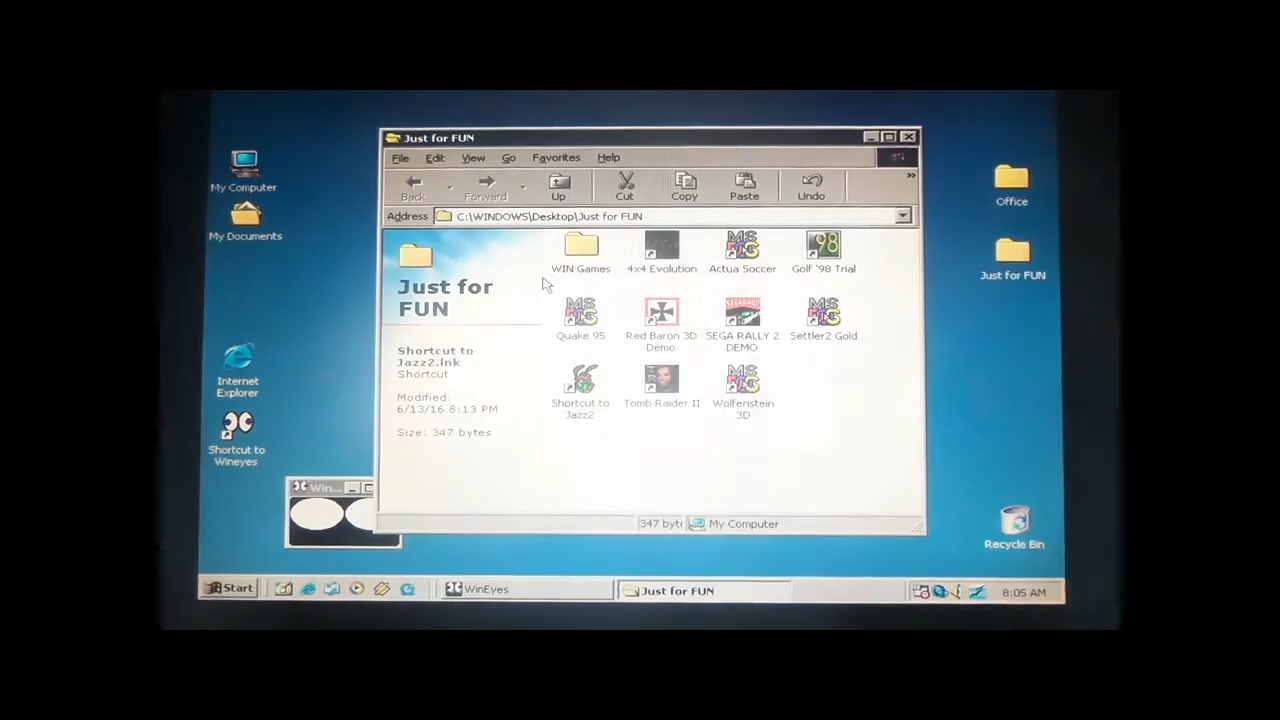 Just for FUN
File Edit View Go Favorites Help
Back Forward Up Cut Copy Paste Undo
Address C:\WINDOWS\Desktop\Just for FUN
My Computer
My Documents
Internet
Explorer
Shortcut to
Wineyes
Just for
FUN
Shortcut to
Jazz2.lnk
Shortcut
Modified:
6/13/16 8:13 PM
Size: 347 bytes
WIN Games
4x4 Evolution
Actua Soccer
Golf '98 Trial
Quake 95
Red Baron 3D
Demo
SEGA RALLY 2
DEMO
Settler2 Gold
Shortcut to
Jazz2
Tomb Raider II
Wolfenstein
3D
Office
Just for FUN
Recycle Bin
Win...
347 byt My Computer
Start WinEyes Just for FUN 8:05 AM